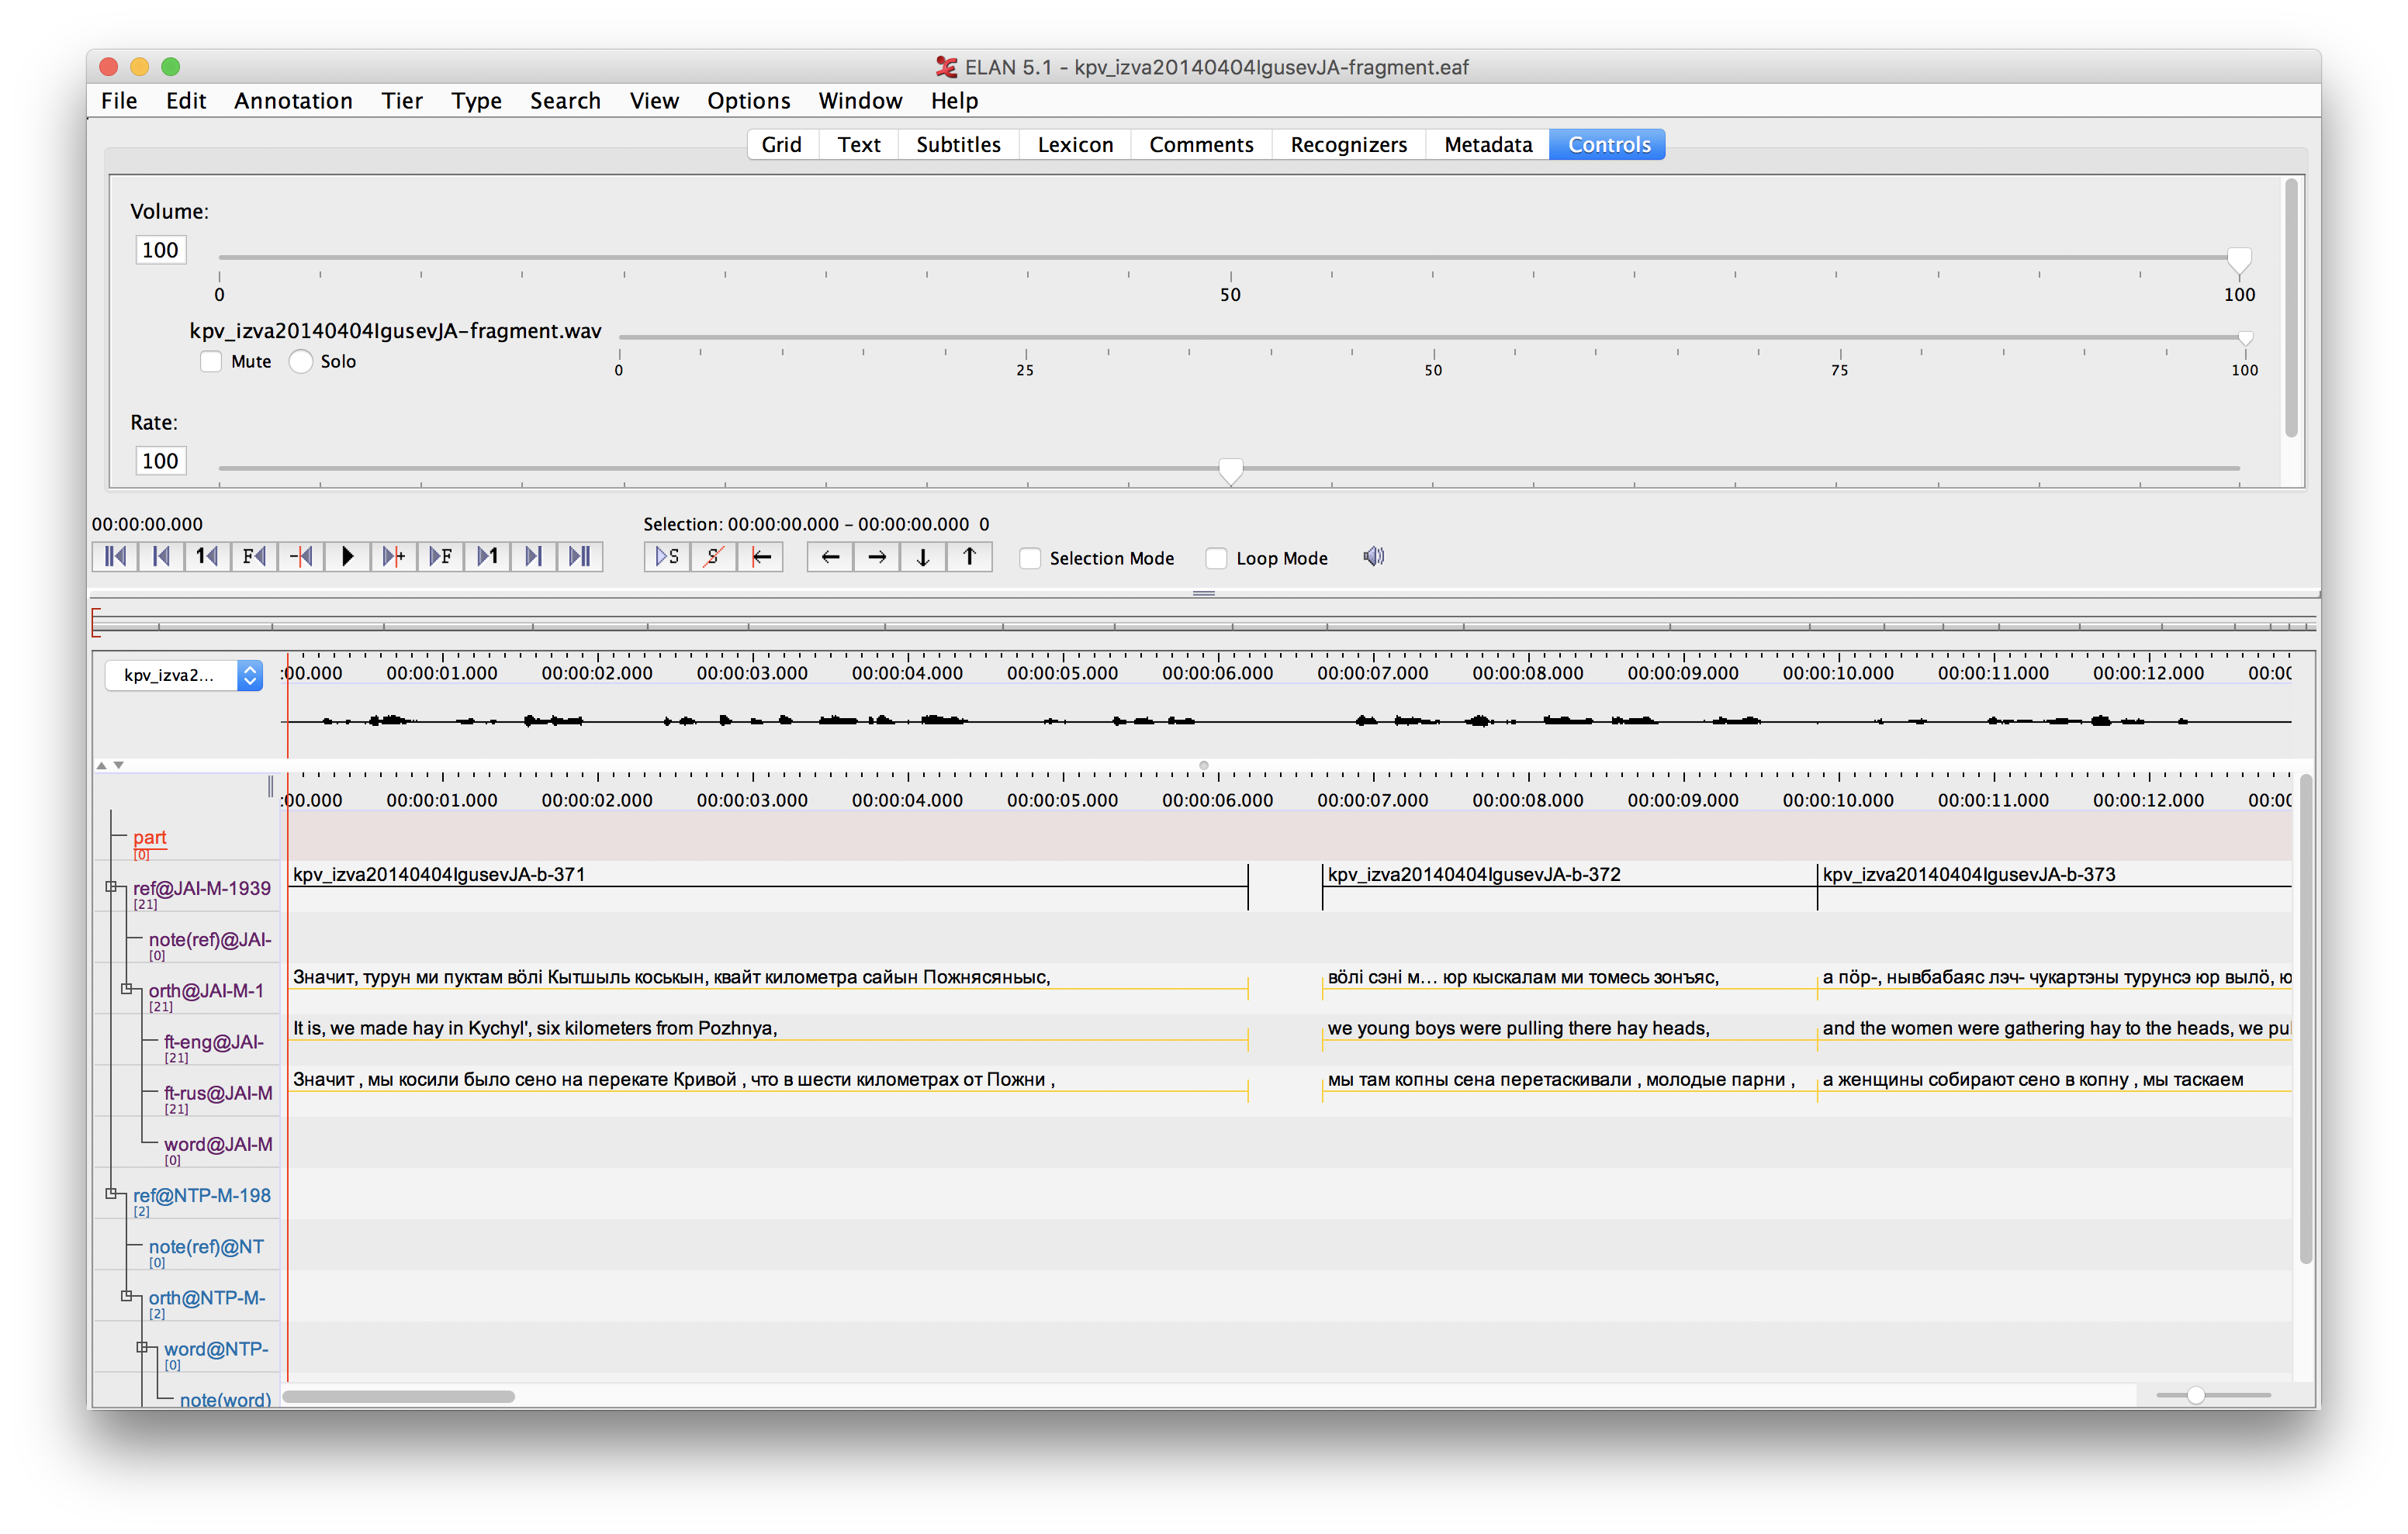 ELAN 5.1 - kpv_izva20140404IgusevJA-fragment.eaf
File Edit Annotation Tier Type Search View Options Window Help
Grid Text Subtitles Lexicon Comments Recognizers Metadata Controls
Volume:
100
0 50 100
kpv_izva20140404IgusevJA-fragment.wav
Mute Solo
0 25 50 75 100
Rate:
100
00:00:00.000 Selection: 00:00:00.000 – 00:00:00.000 0
1 F F 1 S S Selection Mode Loop Mode
kpv_izva2... :00.000 00:00:01.000 00:00:02.000 00:00:03.000 00:00:04.000 00:00:05.000 00:00:06.000 00:00:07.000 00:00:08.000 00:00:09.000 00:00:10.000 00:00:11.000 00:00:12.000 00:0
:00.000 00:00:01.000 00:00:02.000 00:00:03.000 00:00:04.000 00:00:05.000 00:00:06.000 00:00:07.000 00:00:08.000 00:00:09.000 00:00:10.000 00:00:11.000 00:00:12.000 00:0
part
[0]
ref@JAI-M-1939 kpv_izva20140404IgusevJA-b-371 kpv_izva20140404IgusevJA-b-372 kpv_izva20140404IgusevJA-b-373
[21]
note(ref)@JAI-
[0]
orth@JAI-M-1 Значит, турун ми пуктам вӧлі Кытшыль коськын, квайт километра сайын Пожнясяньыс, вӧлі сэні м... юр кыскалам ми томесь зонъяс, а пӧр-, нывбабаяс лэч- чукартэны турунсэ юр вылӧ, ю
[21]
ft-eng@JAI- It is, we made hay in Kychyl', six kilometers from Pozhnya, we young boys were pulling there hay heads, and the women were gathering hay to the heads, we pul
[21]
ft-rus@JAI-M Значит , мы косили было сено на перекате Кривой , что в шести километрах от Пожни , мы там копны сена перетаскивали , молодые парни , а женщины собирают сено в копну , мы таскаем
[21]
word@JAI-M
[0]
ref@NTP-M-198
[2]
note(ref)@NT
[0]
orth@NTP-M-
[2]
word@NTP-
[0]
note(word)